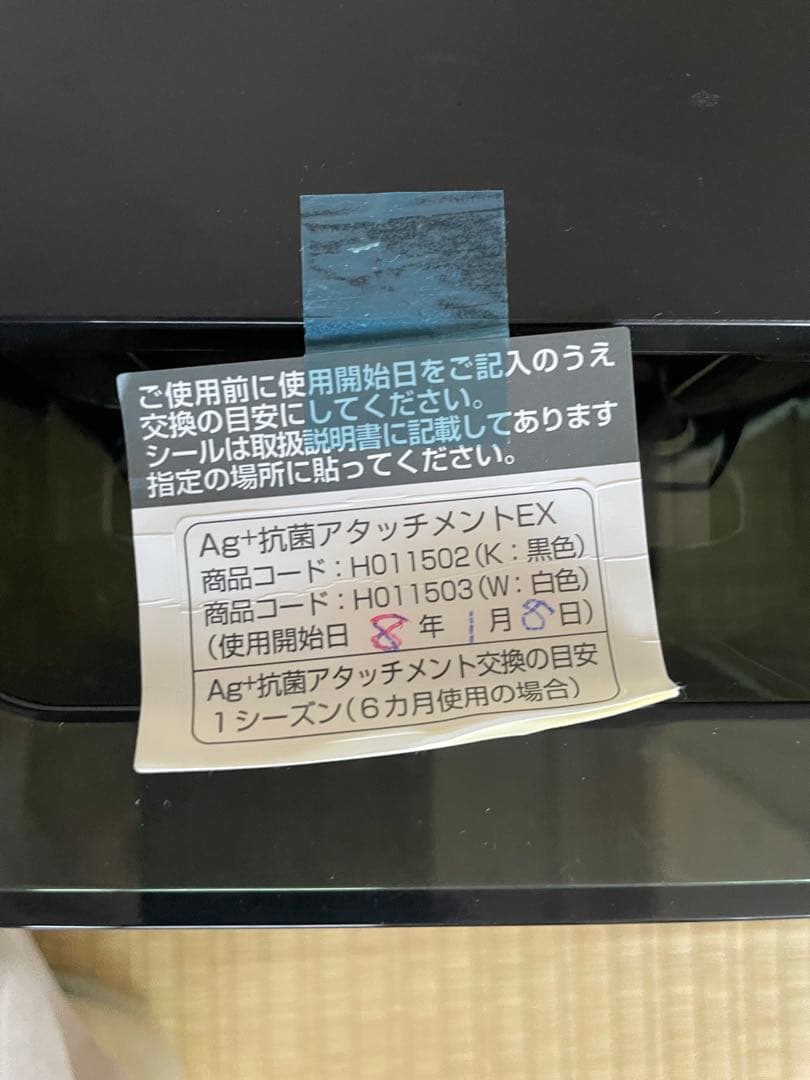 ご使用前に使用開始日をご記入のうえ
交換の目安にしてください。
シールは取扱説明書に記載してあります
指定の場所に貼ってください。
Ag+抗菌アタッチメントEX
商品コード：H011502(K：黒色)
商品コード：H011503(W：白色)
(使用開始日 8 年 1 月 8 日)
Ag+抗菌アタッチメント交換の目安
1シーズン(6カ月使用の場合)